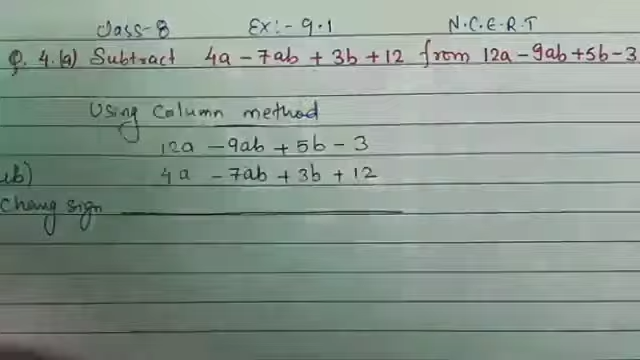 Class-8 Ex:- 9.1 N.C.E.R.T
Q. 4.(a) Subtract 4a - 7ab + 3b + 12 from 12a - 9ab + 5b - 3
Using Column method
12a - 9ab + 5b - 3
ub) 4a - 7ab + 3b + 12
Chang sign